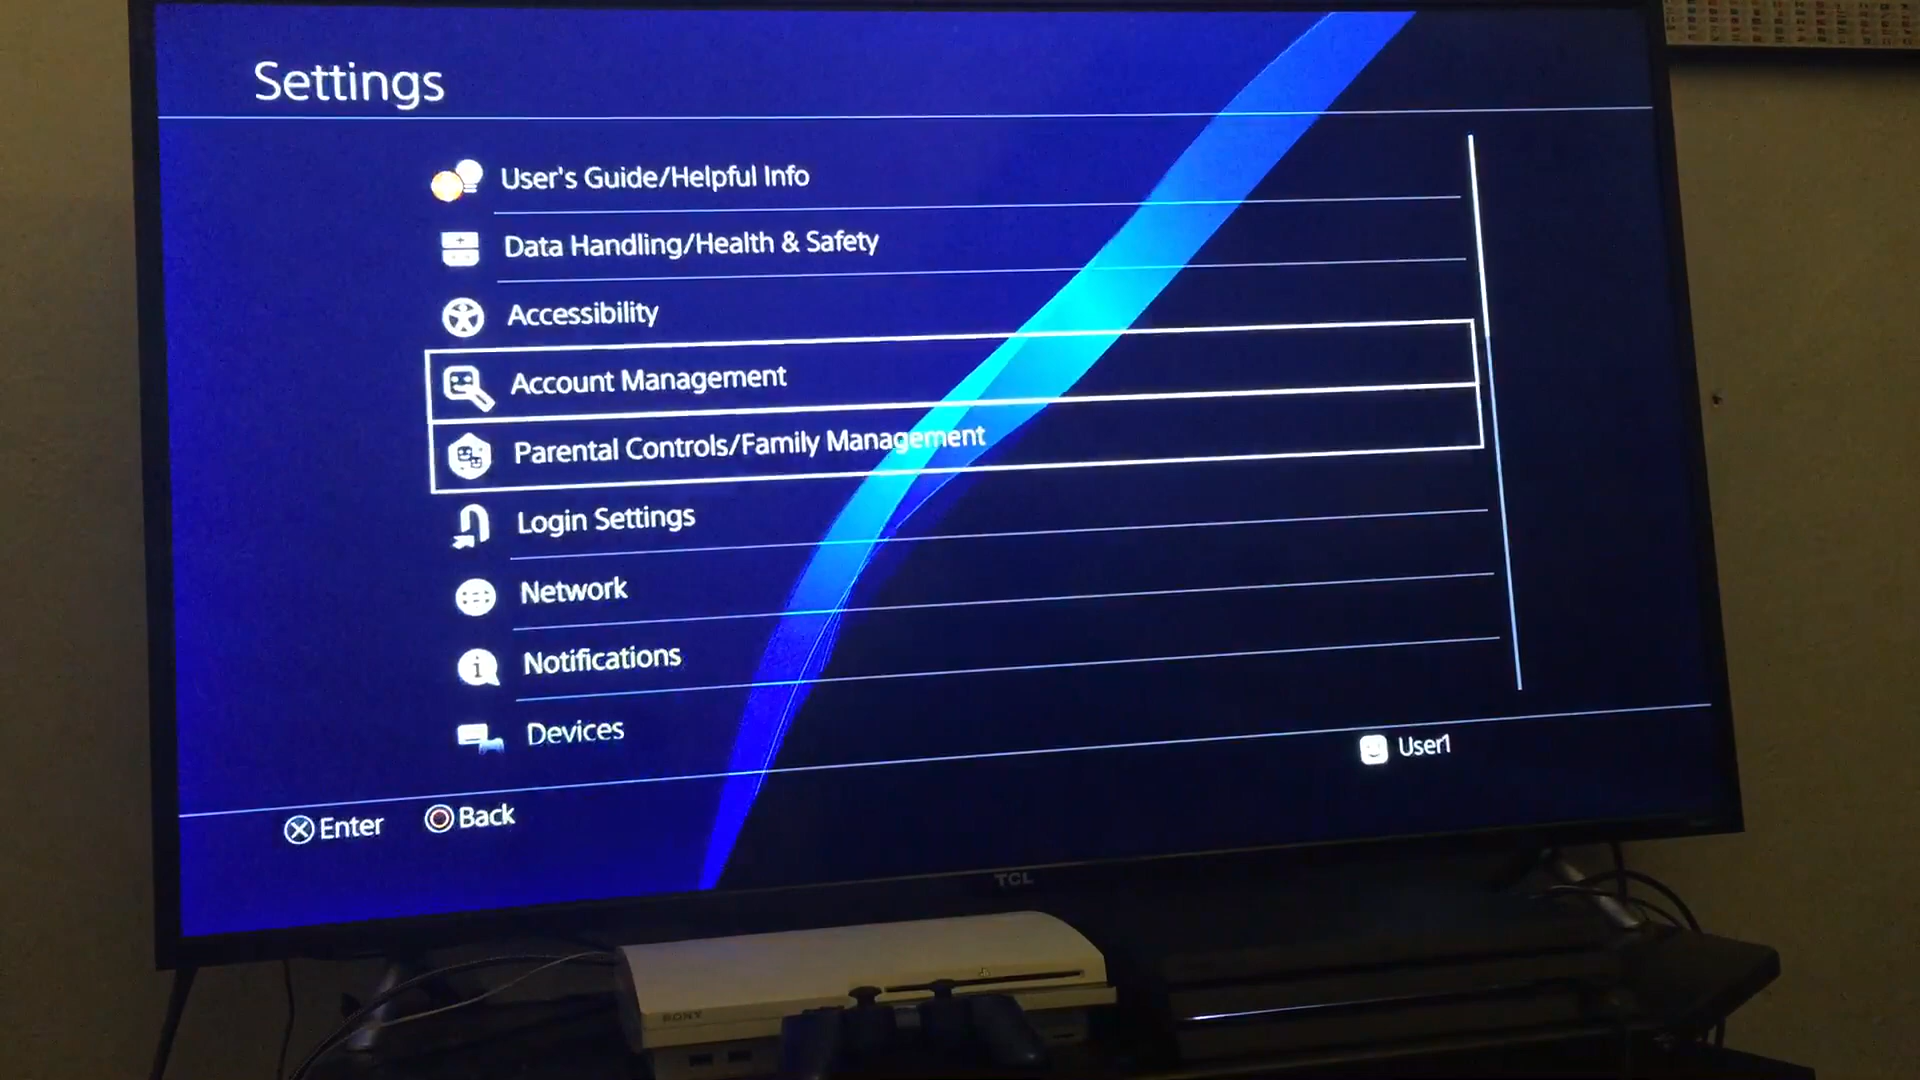 Settings
User's Guide/Helpful Info
Data Handling/Health & Safety
Accessibility
Account Management
Parental Controls/Family Management
Login Settings
Network
Notifications
Devices
User1
Enter
Back
TCL
SONY